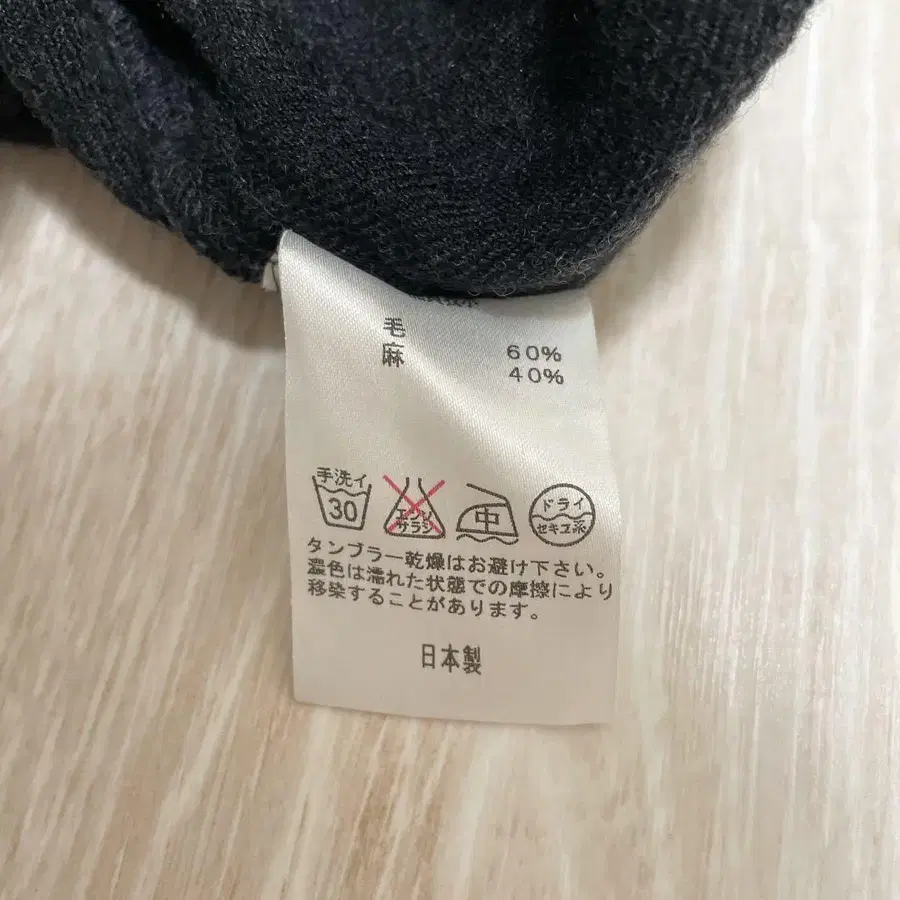 毛 60%
麻 40%
手洗イ
30
エンソ
サラシ
中
ドライ
セキユ系
タンブラー乾燥はお避け下さい。
濃色は濡れた状態での摩擦により
移染することがあります。
日本製